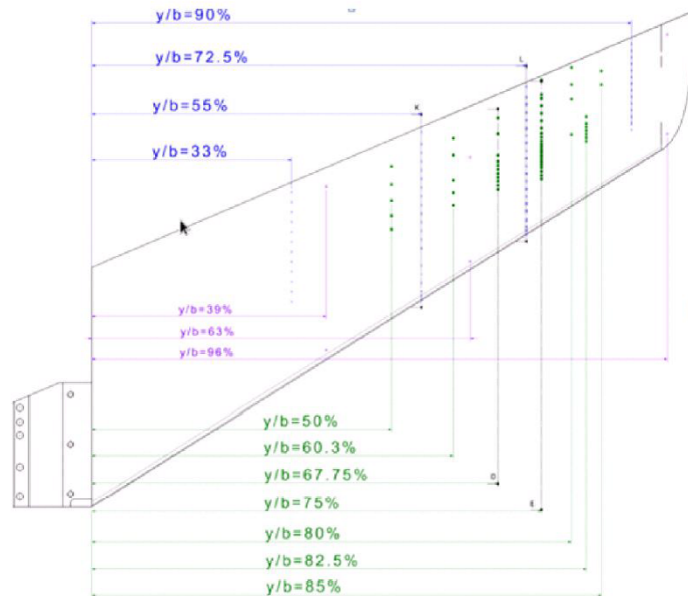 y/b=90%
y/b=72.5%
L
y/b=55%
K
y/b=33%
y/b=39%
y/b=63%
y/b=96%
y/b=50%
y/b=60.3%
y/b=67.75%
y/b=75%
y/b=80%
y/b=82.5%
y/b=85%